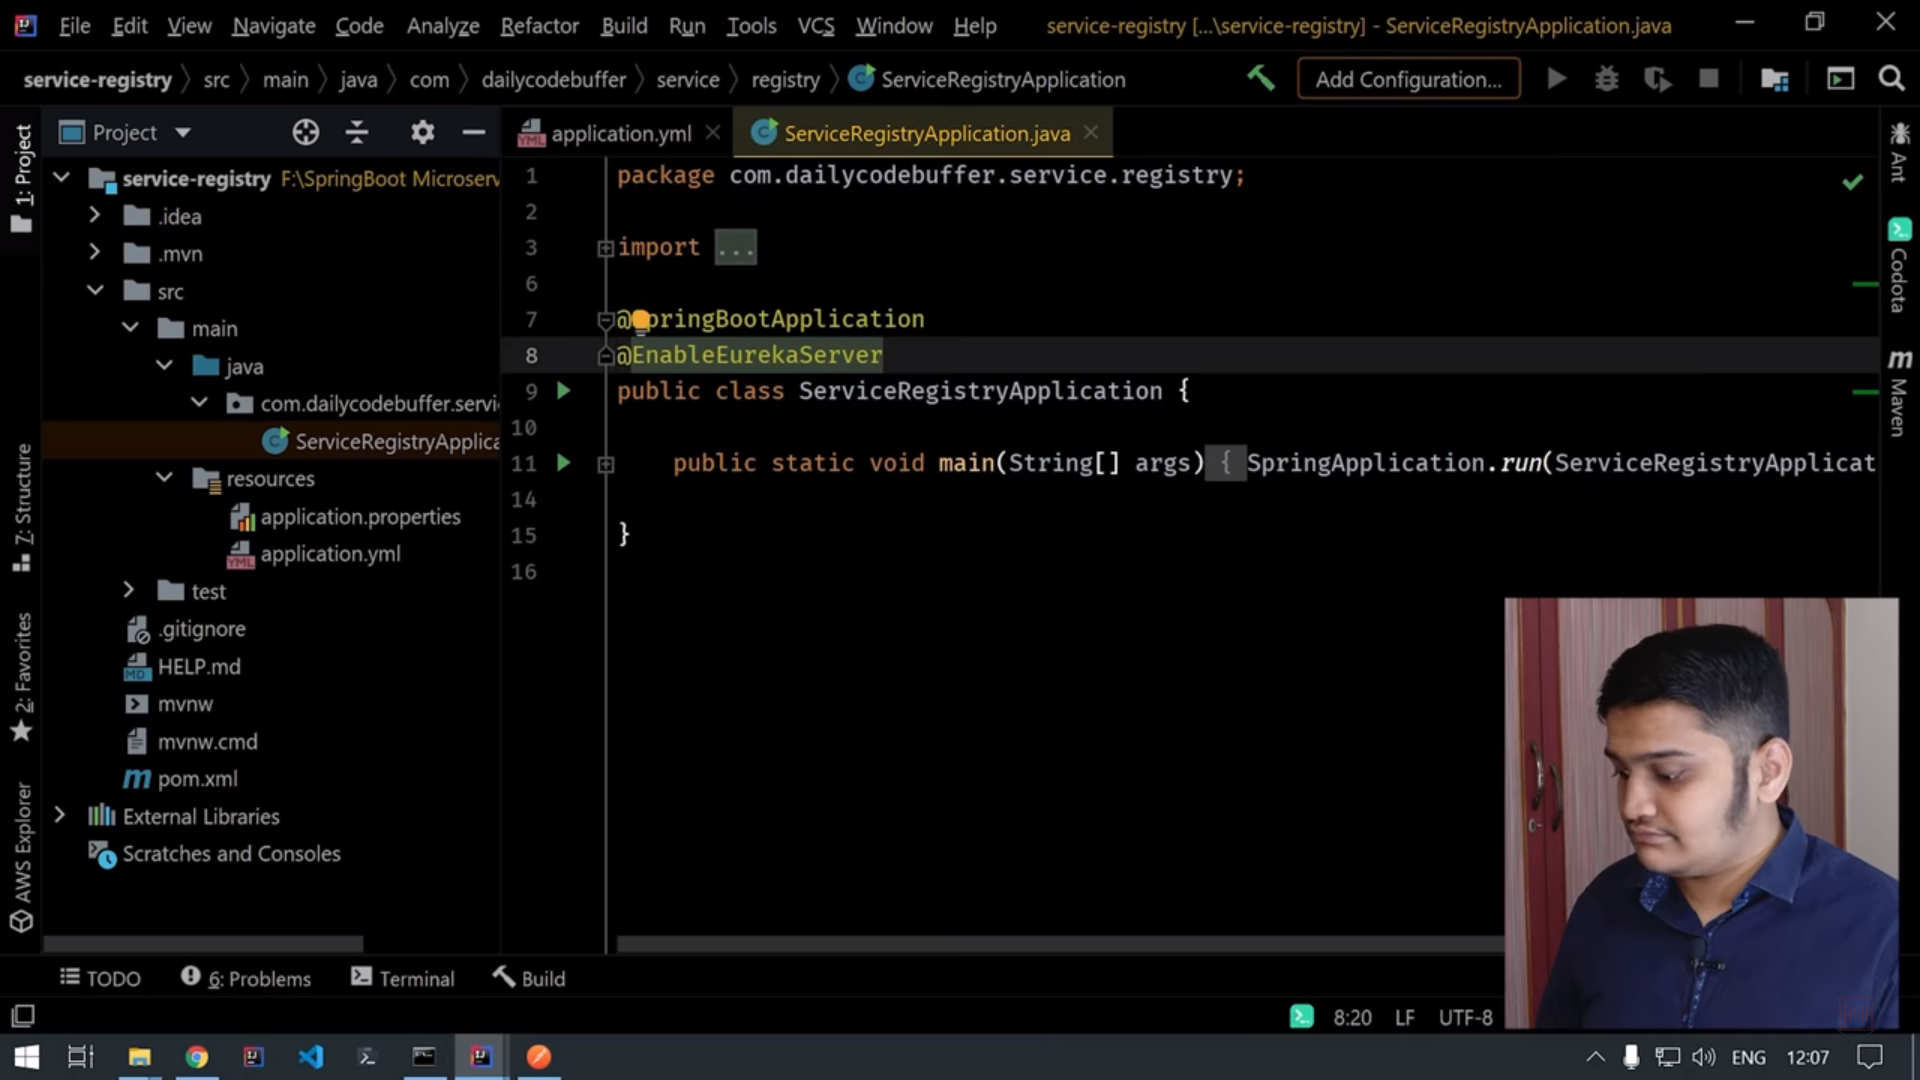 File Edit View Navigate Code Analyze Refactor Build Run Tools VCS Window Help service-registry [...\service-registry] - ServiceRegistryApplication.java
service-registry src main java com dailycodebuffer service registry ServiceRegistryApplication Add Configuration...
Project
application.yml
ServiceRegistryApplication.java
1: Project
7: Structure
2: Favorites
AWS Explorer
service-registry F:\SpringBoot Microserv
.idea
.mvn
src
main
java
com.dailycodebuffer.servi
ServiceRegistryApplica
resources
application.properties
application.yml
test
.gitignore
HELP.md
mvnw
mvnw.cmd
pom.xml
External Libraries
Scratches and Consoles
1 package com.dailycodebuffer.service.registry;
2
3 import ...
6
7 @SpringBootApplication
8 @EnableEurekaServer
9 public class ServiceRegistryApplication {
10
11 public static void main(String[] args) { SpringApplication.run(ServiceRegistryApplicat
14
15 }
16
Ant
Codota
Maven
TODO 6: Problems Terminal Build
8:20 LF UTF-8
ENG 12:07